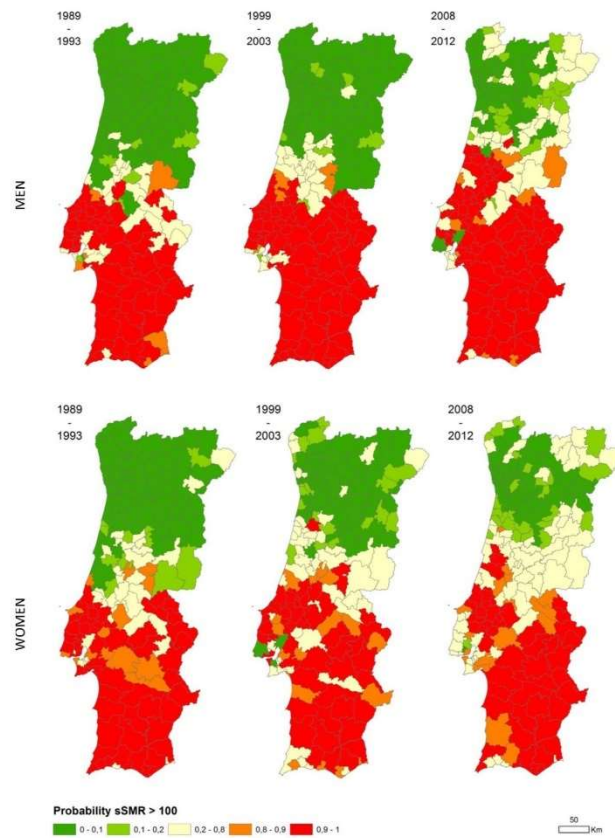 1989
-
1993
1999
-
2003
2008
-
2012
MEN
1989
-
1993
1999
-
2003
2008
-
2012
WOMEN
Probability sSMR > 100
0 - 0,1
0,1 - 0,2
0,2 - 0,8
0,8 - 0,9
0,9 - 1
50
Km